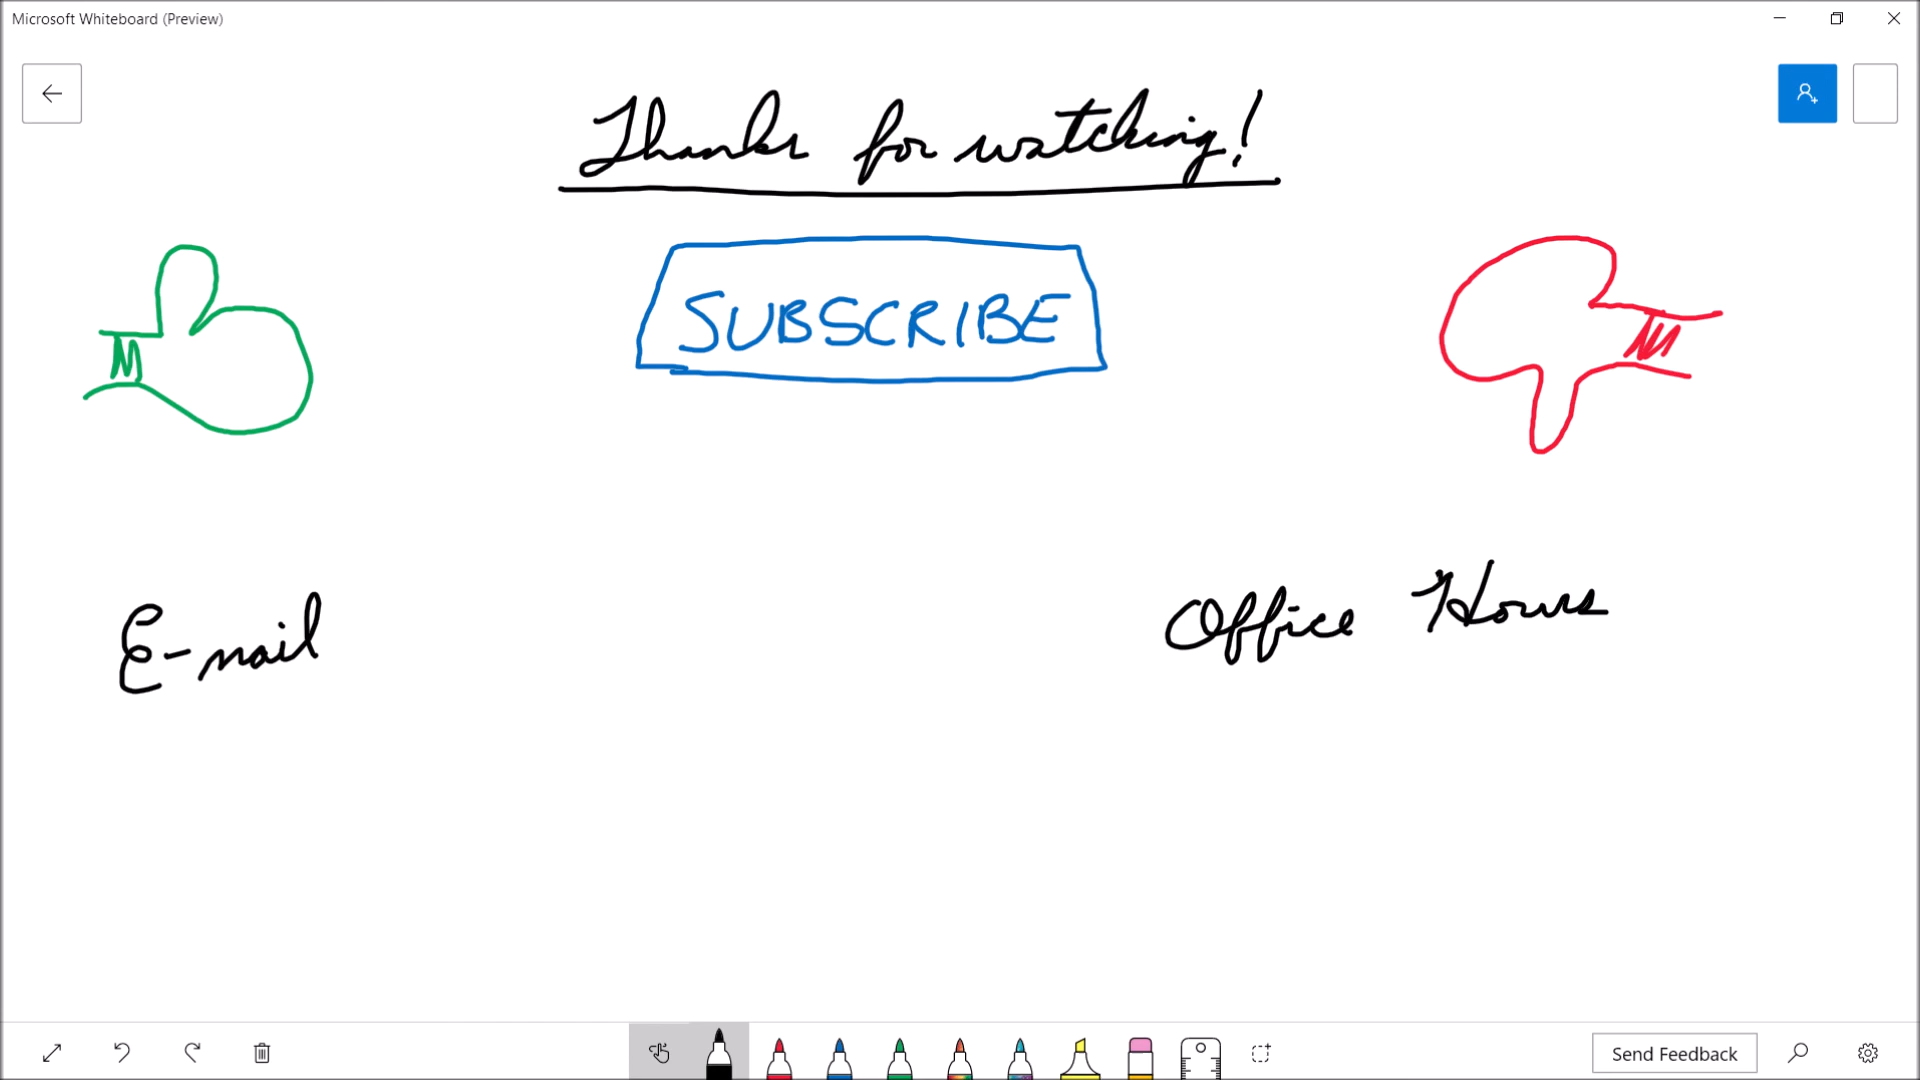 Microsoft Whiteboard (Preview)
Thanks for watching!
SUBSCRIBE
E-mail
Office Hours
Send Feedback